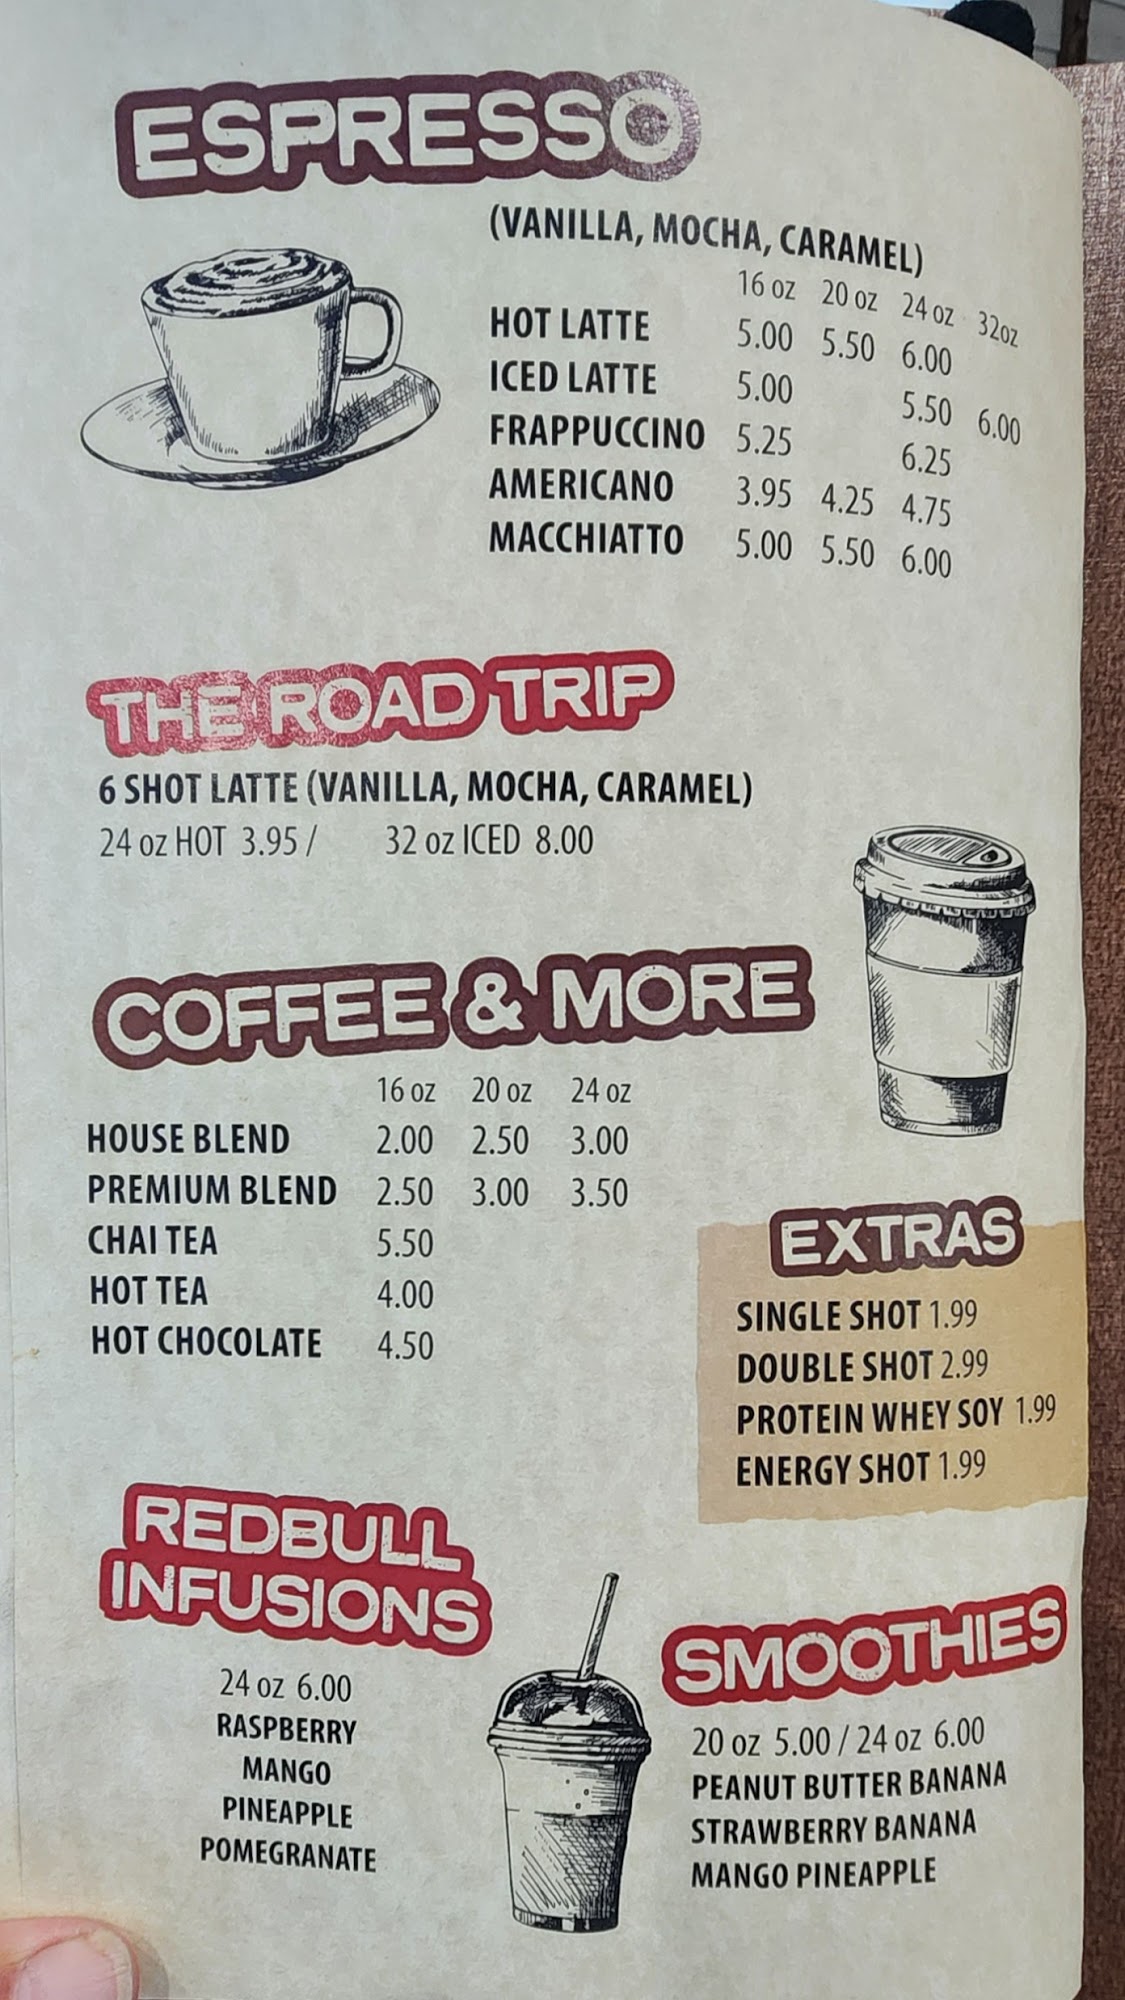 ESPRESSO
(VANILLA, MOCHA, CARAMEL)
16 oz 20 oz 24 oz 32oz
HOT LATTE 5.00 5.50 6.00
ICED LATTE 5.00 5.50 6.00
FRAPPUCCINO 5.25 6.25
AMERICANO 3.95 4.25 4.75
MACCHIATTO 5.00 5.50 6.00
THE ROAD TRIP
6 SHOT LATTE (VANILLA, MOCHA, CARAMEL)
24 oz HOT 3.95 / 32 oz ICED 8.00
COFFEE & MORE
16 oz 20 oz 24 oz
HOUSE BLEND 2.00 2.50 3.00
PREMIUM BLEND 2.50 3.00 3.50
CHAI TEA 5.50
HOT TEA 4.00
HOT CHOCOLATE 4.50
EXTRAS
SINGLE SHOT 1.99
DOUBLE SHOT 2.99
PROTEIN WHEY SOY 1.99
ENERGY SHOT 1.99
REDBULL
INFUSIONS
24 oz 6.00
RASPBERRY
MANGO
PINEAPPLE
POMEGRANATE
SMOOTHIES
20 oz 5.00 / 24 oz 6.00
PEANUT BUTTER BANANA
STRAWBERRY BANANA
MANGO PINEAPPLE